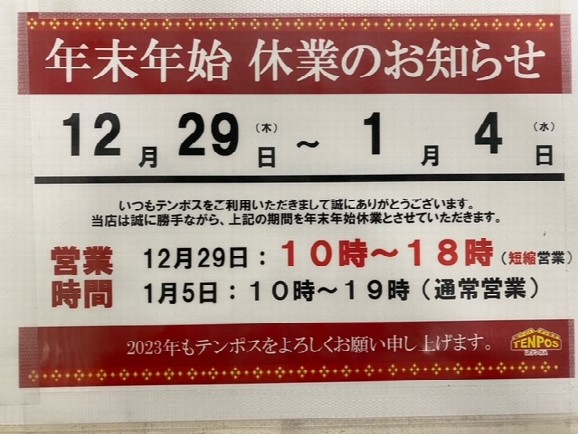 年末年始 休業のお知らせ
12月29日(木)～1月4日(水)
いつもテンポスをご利用いただきまして誠にありがとうございます。
当店は誠に勝手ながら、上記の期間を年末年始休業とさせていただきます。
営業時間
12月29日：10時～18時(短縮営業)
1月5日：10時～19時(通常営業)
2023年もテンポスをよろしくお願い申し上げます。
TENPOS
テンポス